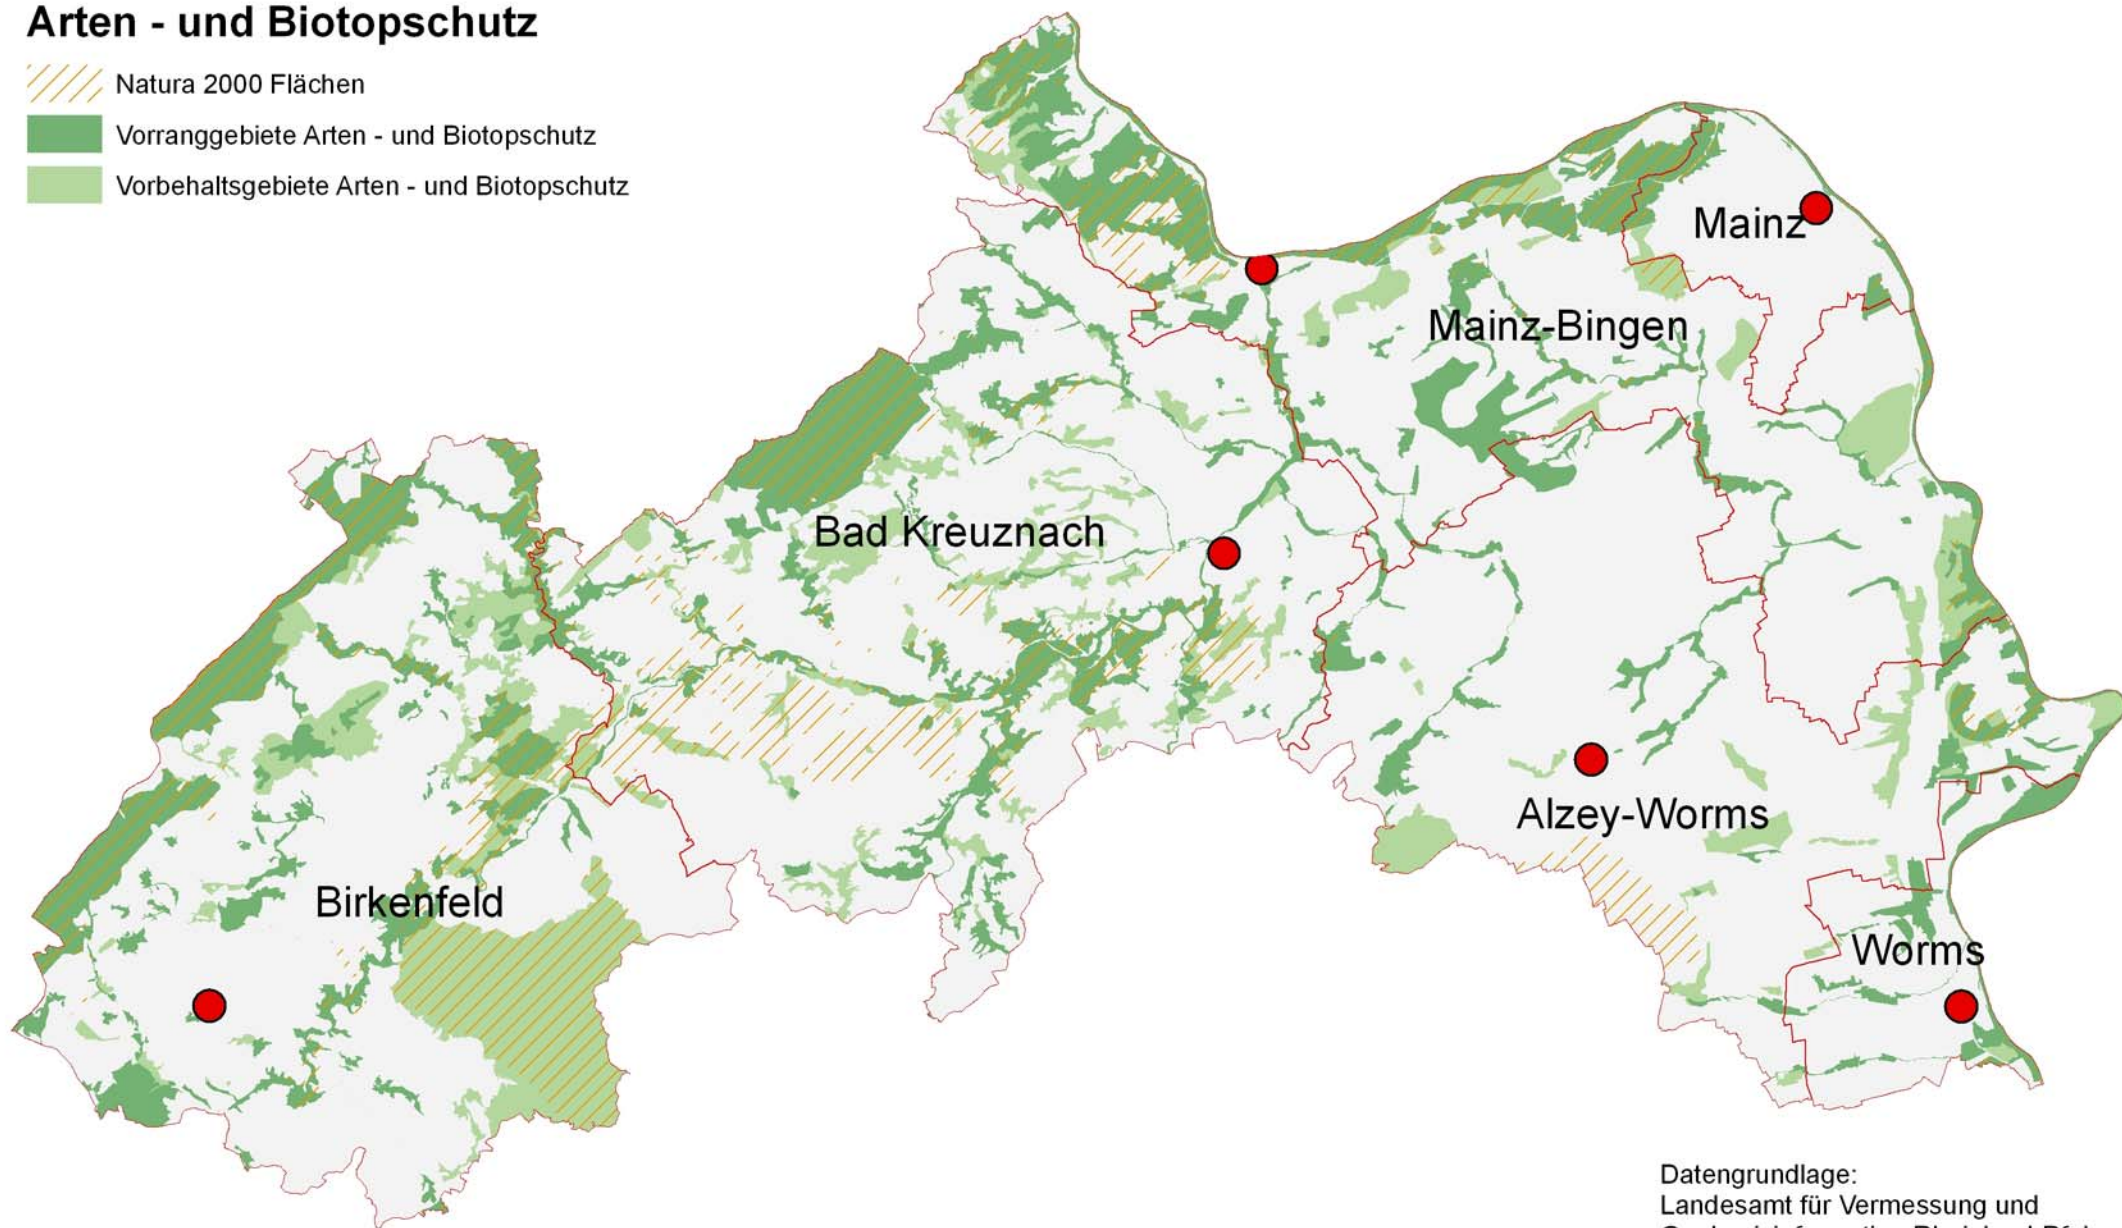 Arten - und Biotopschutz
Natura 2000 Flächen
Vorranggebiete Arten - und Biotopschutz
Vorbehaltsgebiete Arten - und Biotopschutz
Mainz
Mainz-Bingen
Bad Kreuznach
Alzey-Worms
Birkenfeld
Worms
Datengrundlage:
Landesamt für Vermessung und